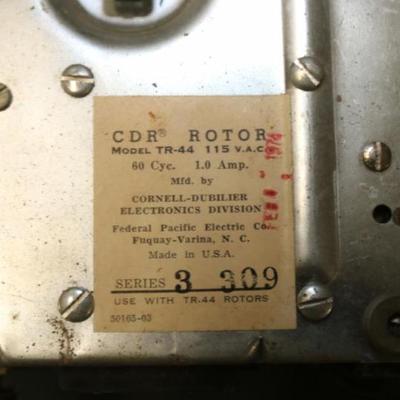 CDR® ROTOR
MODEL TR-44 115 V.A.C.
60 Cyc. 1.0 Amp.
Mfd. by
CORNELL-DUBILIER
ELECTRONICS DIVISION
Federal Pacific Electric Co.
Fuquay-Varina, N. C.
Made in U.S.A.
SERIES 3 309
USE WITH TR-44 ROTORS
50165-03
1974